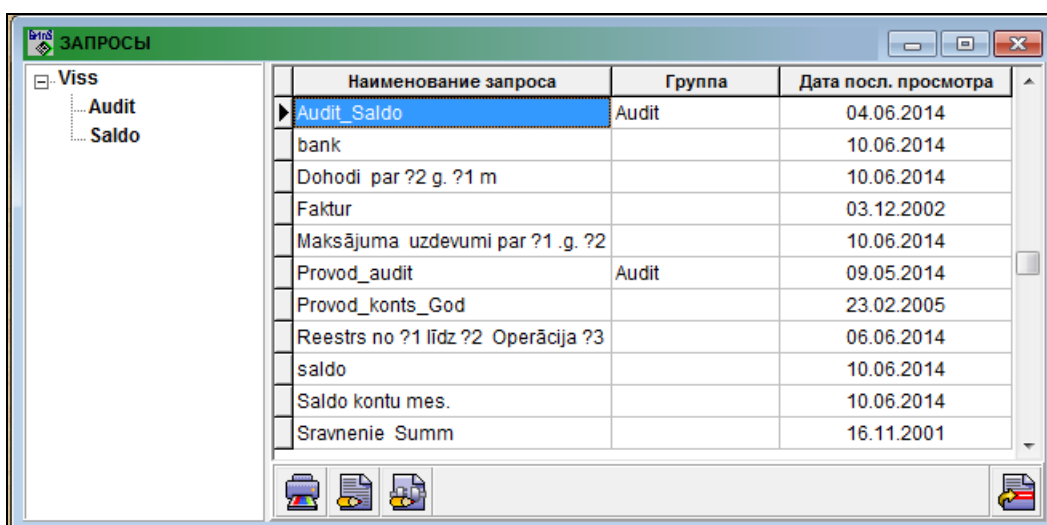 ЗАПРОСЫ
Viss
Audit
Saldo
Наименование запроса Группа Дата посл. просмотра
Audit_Saldo Audit 04.06.2014
bank 10.06.2014
Dohodi par ?2 g. ?1 m 10.06.2014
Faktur 03.12.2002
Maksājuma uzdevumi par ?1 .g. ?2 10.06.2014
Provod_audit Audit 09.05.2014
Provod_konts_God 23.02.2005
Reestrs no ?1 līdz ?2 Operācija ?3 06.06.2014
saldo 10.06.2014
Saldo kontu mes. 10.06.2014
Sravnenie Summ 16.11.2001